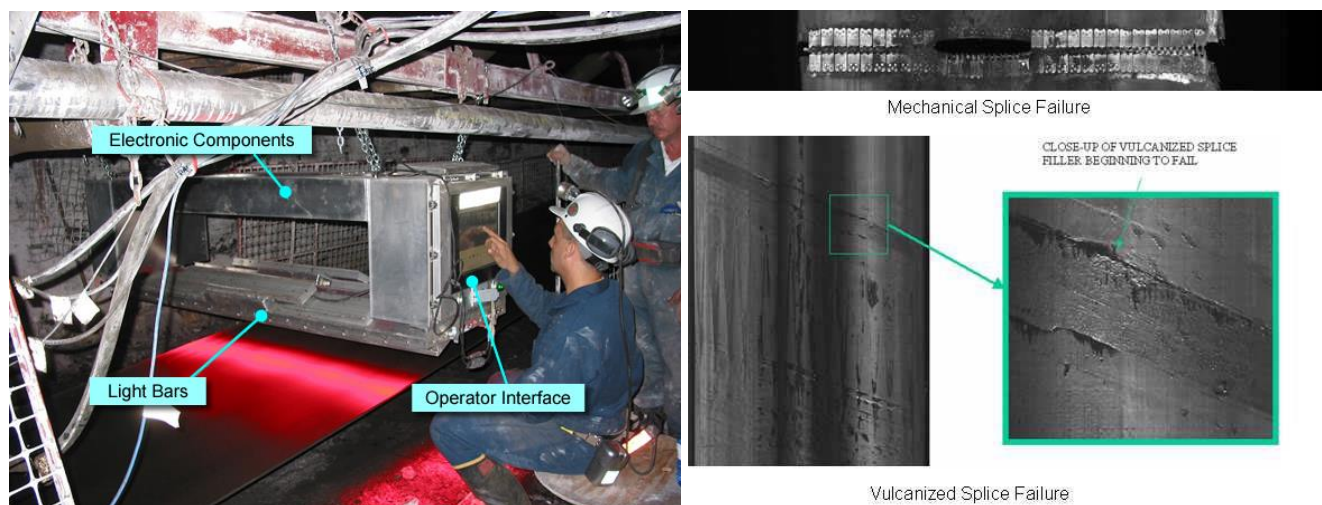 Electronic Components
Light Bars
Operator Interface
Mechanical Splice Failure
CLOSE-UP OF VULCANIZED SPLICE
FILLER BEGINNING TO FAIL
Vulcanized Splice Failure